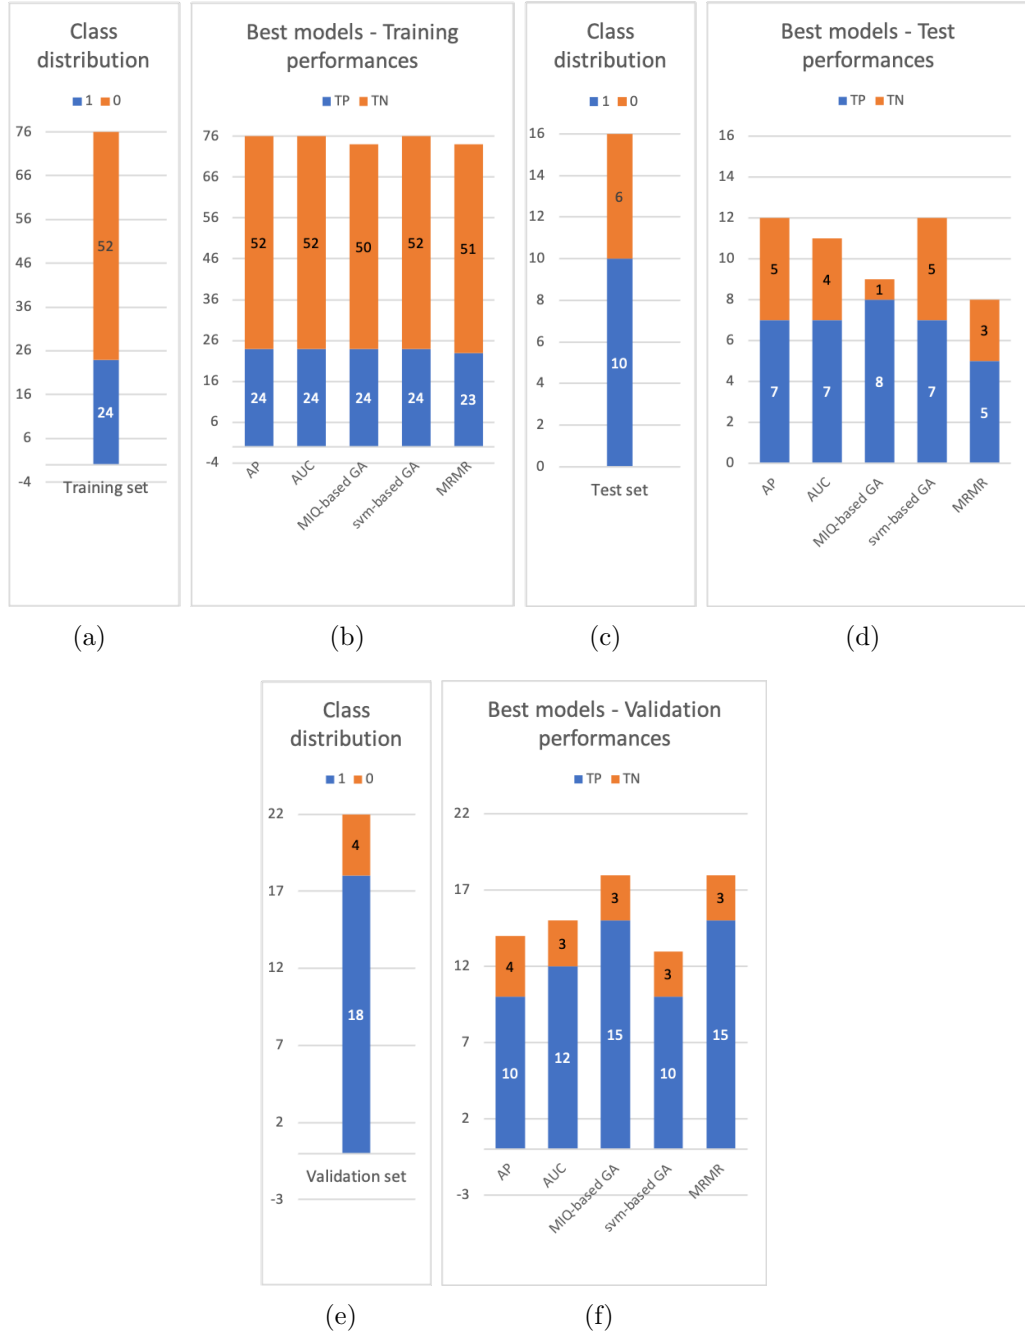 Class
distribution
1 0
76
66
56
46
36
26
16
6
-4
52
24
Training set
(a)
Best models - Training
performances
TP TN
76
66
56
46
36
26
16
6
-4
52 52 50 52 51
24 24 24 24 23
AP AUC MIQ-based GA svm-based GA MRMR
(b)
Class
distribution
1 0
16
14
12
10
8
6
4
2
0
6
10
Test set
(c)
Best models - Test
performances
TP TN
16
14
12
10
8
6
4
2
0
5 4 1 5 3
7 7 8 7 5
AP AUC MIQ-based GA svm-based GA MRMR
(d)
Class
distribution
1 0
22
17
12
7
2
-3
4
18
Validation set
(e)
Best models - Validation
performances
TP TN
22
17
12
7
2
-3
4 3 3 3 3
10 12 15 10 15
AP AUC MIQ-based GA svm-based GA MRMR
(f)